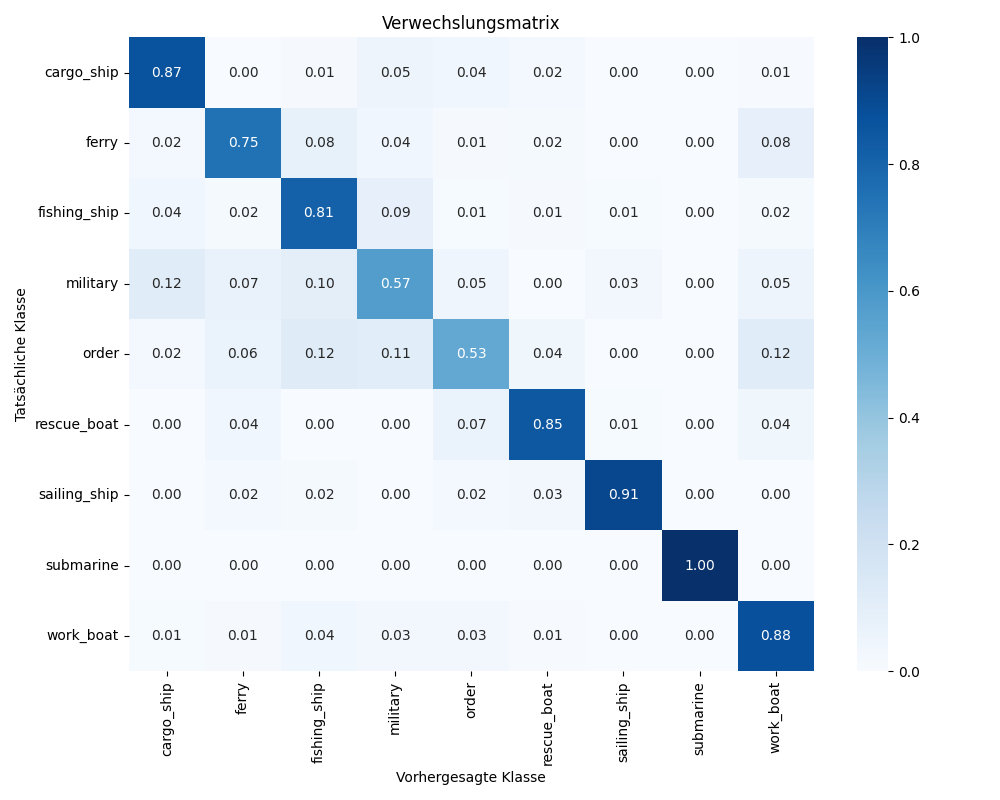 Verwechslungsmatrix
Tatsächliche Klasse
cargo_ship 0.87 0.00 0.01 0.05 0.04 0.02 0.00 0.00 0.01
ferry 0.02 0.75 0.08 0.04 0.01 0.02 0.00 0.00 0.08
fishing_ship 0.04 0.02 0.81 0.09 0.01 0.01 0.01 0.00 0.02
military 0.12 0.07 0.10 0.57 0.05 0.00 0.03 0.00 0.05
order 0.02 0.06 0.12 0.11 0.53 0.04 0.00 0.00 0.12
rescue_boat 0.00 0.04 0.00 0.00 0.07 0.85 0.01 0.00 0.04
sailing_ship 0.00 0.02 0.02 0.00 0.02 0.03 0.91 0.00 0.00
submarine 0.00 0.00 0.00 0.00 0.00 0.00 0.00 1.00 0.00
work_boat 0.01 0.01 0.04 0.03 0.03 0.01 0.00 0.00 0.88
cargo_ship ferry fishing_ship military order rescue_boat sailing_ship submarine work_boat
Vorhergesagte Klasse
1.0
0.8
0.6
0.4
0.2
0.0